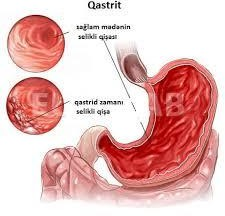 Qastrit
sağlam mədənin
selikli qişası
qastrid zamanı
selikli qişa